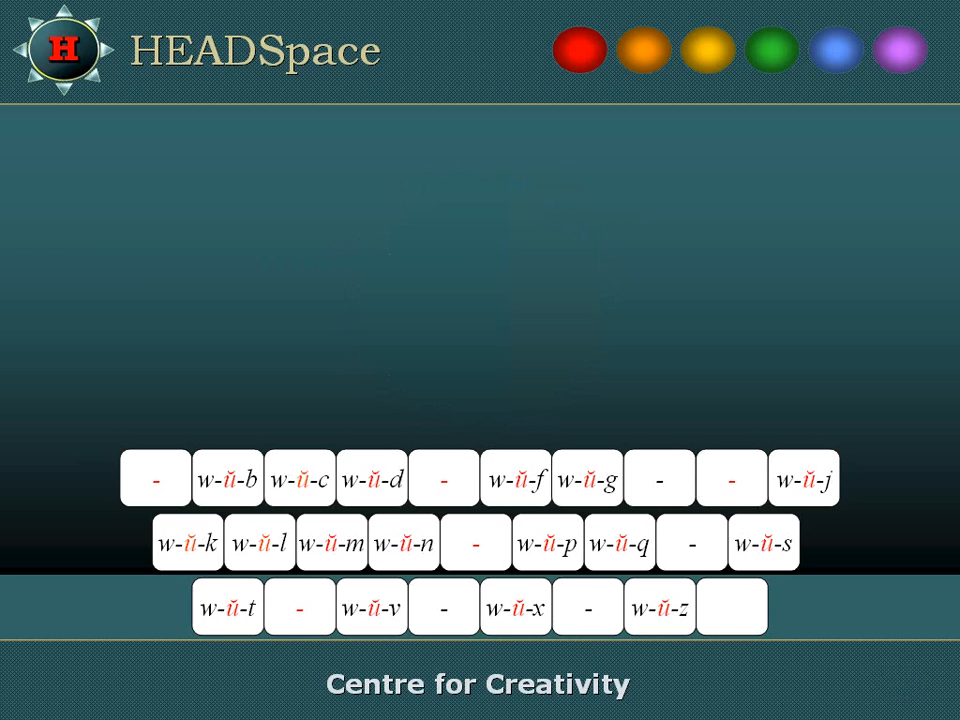 H HEADSpace
- w-ŭ-b w-ŭ-c w-ŭ-d - w-ŭ-f w-ŭ-g - - w-ŭ-j
w-ŭ-k w-ŭ-l w-ŭ-m w-ŭ-n - w-ŭ-p w-ŭ-q - w-ŭ-s
w-ŭ-t - w-ŭ-v - w-ŭ-x - w-ŭ-z
Centre for Creativity